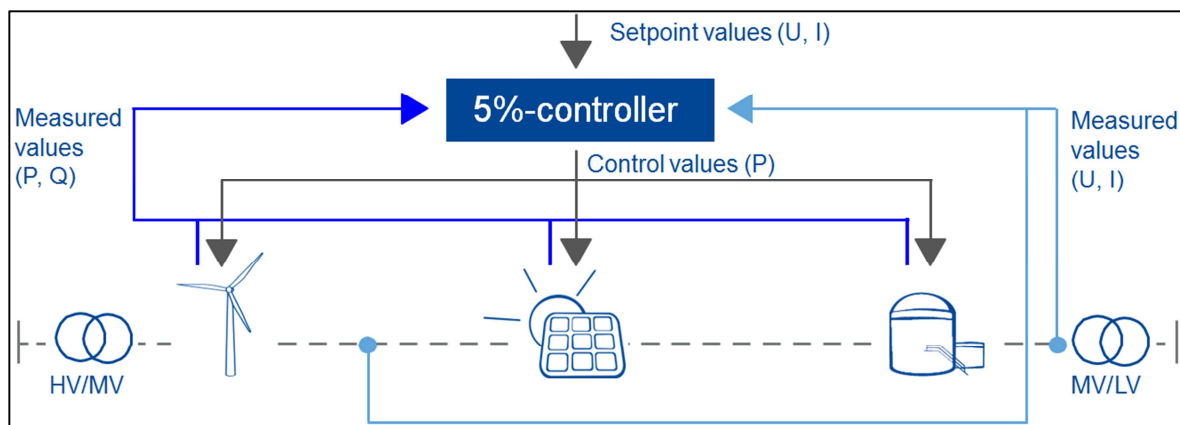 Setpoint values (U, I)
5%-controller
Measured
values
(P, Q)
Measured
values
(U, I)
Control values (P)
HV/MV
MV/LV